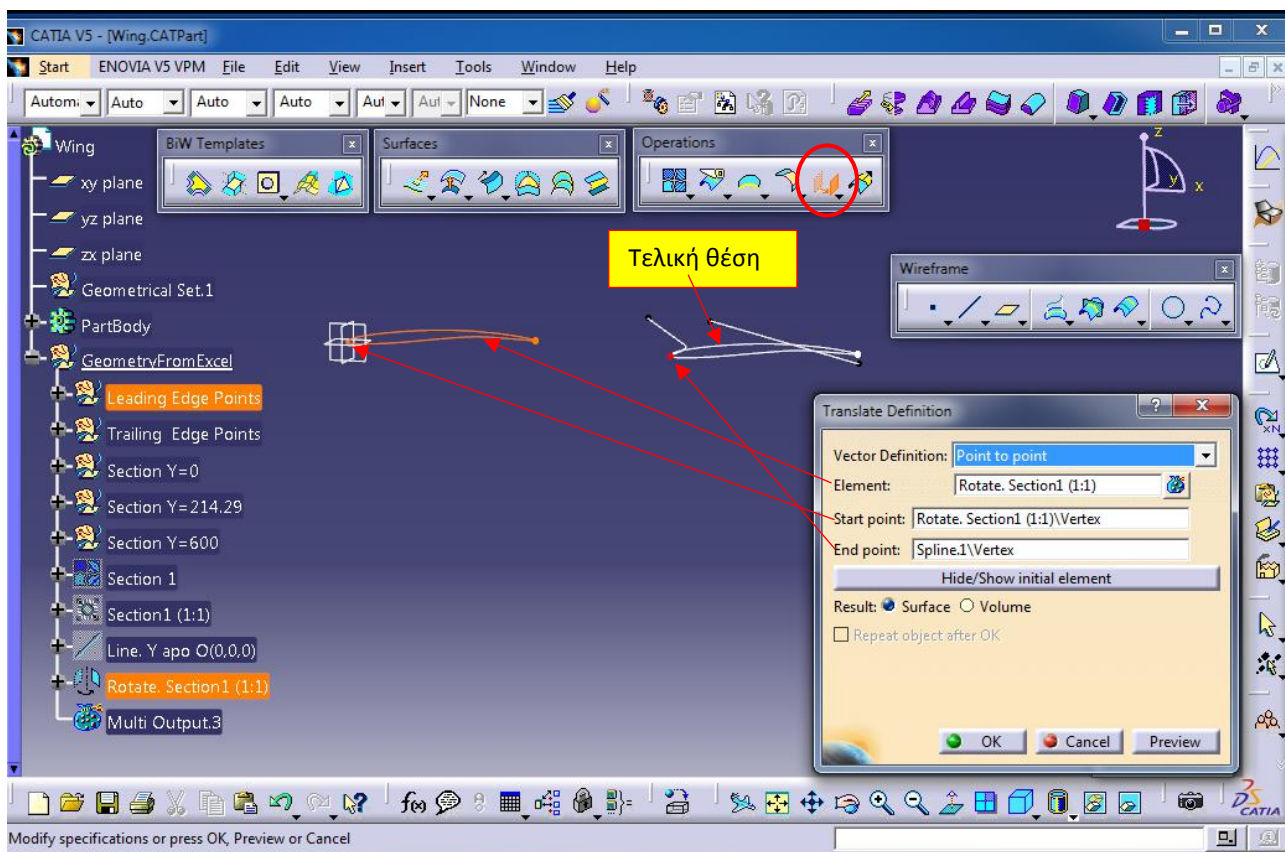 CATIA V5 - [Wing.CATPart]
Start ENOVIA V5 VPM File Edit View Insert Tools Window Help
Auto Auto Auto Aut Aut None
Wing
xy plane
yz plane
zx plane
Geometrical Set.1
PartBody
GeometryFromExcel
Leading Edge Points
Trailing Edge Points
Section Y=0
Section Y=214.29
Section Y=600
Section 1
Section1 (1:1)
Line. Y apo O(0,0,0)
Rotate. Section1 (1:1)
Multi Output.3
BiW Templates
Surfaces
Operations
Τελική θέση
z
y
x
Wireframe
Translate Definition
Vector Definition: Point to point
Element: Rotate. Section1 (1:1)
Start point: Rotate. Section1 (1:1)\Vertex
End point: Spline.1\Vertex
Hide/Show initial element
Result: Surface Volume
Repeat object after OK
OK Cancel Preview
f(x)
CATIA
Modify specifications or press OK, Preview or Cancel